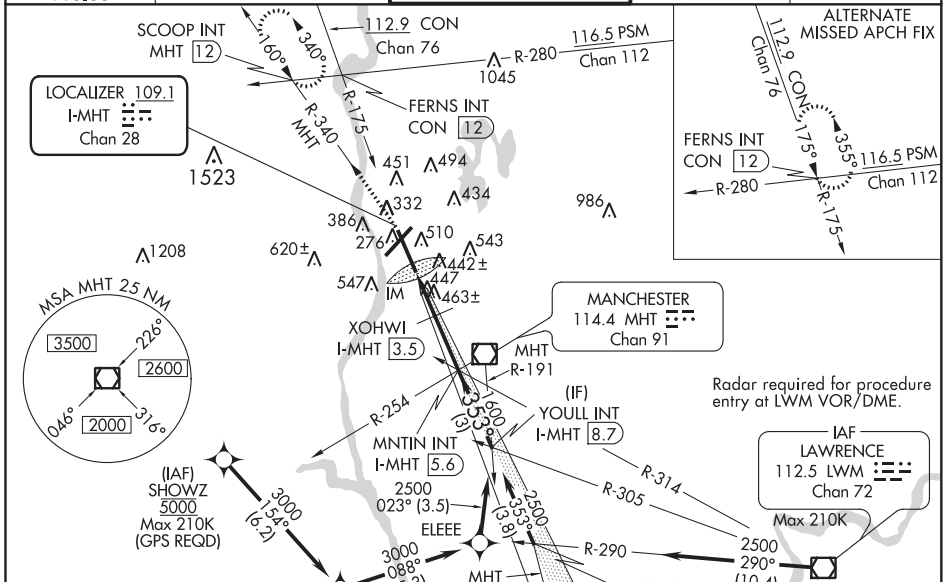 SCOOP INT
MHT 12
160°
340°
112.9 CON
Chan 76
R-280
116.5 PSM
Chan 112
1045
LOCALIZER 109.1
I-MHT
Chan 28
R-340
MHT
R-175
FERNS INT
CON 12
ALTERNATE
MISSED APCH FIX
112.9 CON
Chan 76
FERNS INT
CON 12
175°
355°
116.5 PSM
Chan 112
R-280
R-175
1523
451
494
332
434
986
386
276
510
543
1208
620±
442±
547
447
IM
463±
MSA MHT 25 NM
3500
226°
2600
046°
2000
316°
XOHWI
I-MHT 3.5
MANCHESTER
114.4 MHT
Chan 91
MHT
R-191
R-254
1600
353°
(3)
(IF)
YOULL INT
I-MHT 8.7
MNTIN INT
I-MHT 5.6
Radar required for procedure
entry at LWM VOR/DME.
IAF
LAWRENCE
112.5 LWM
Chan 72
Max 210K
R-314
R-305
(IAF)
SHOWZ
5000
Max 210K
(GPS REQD)
3000
154°
(6.2)
2500
023° (3.5)
ELEEE
3000
088°
(3.8)
2500
353°
MHT
R-290
2500
290°
(10.4)